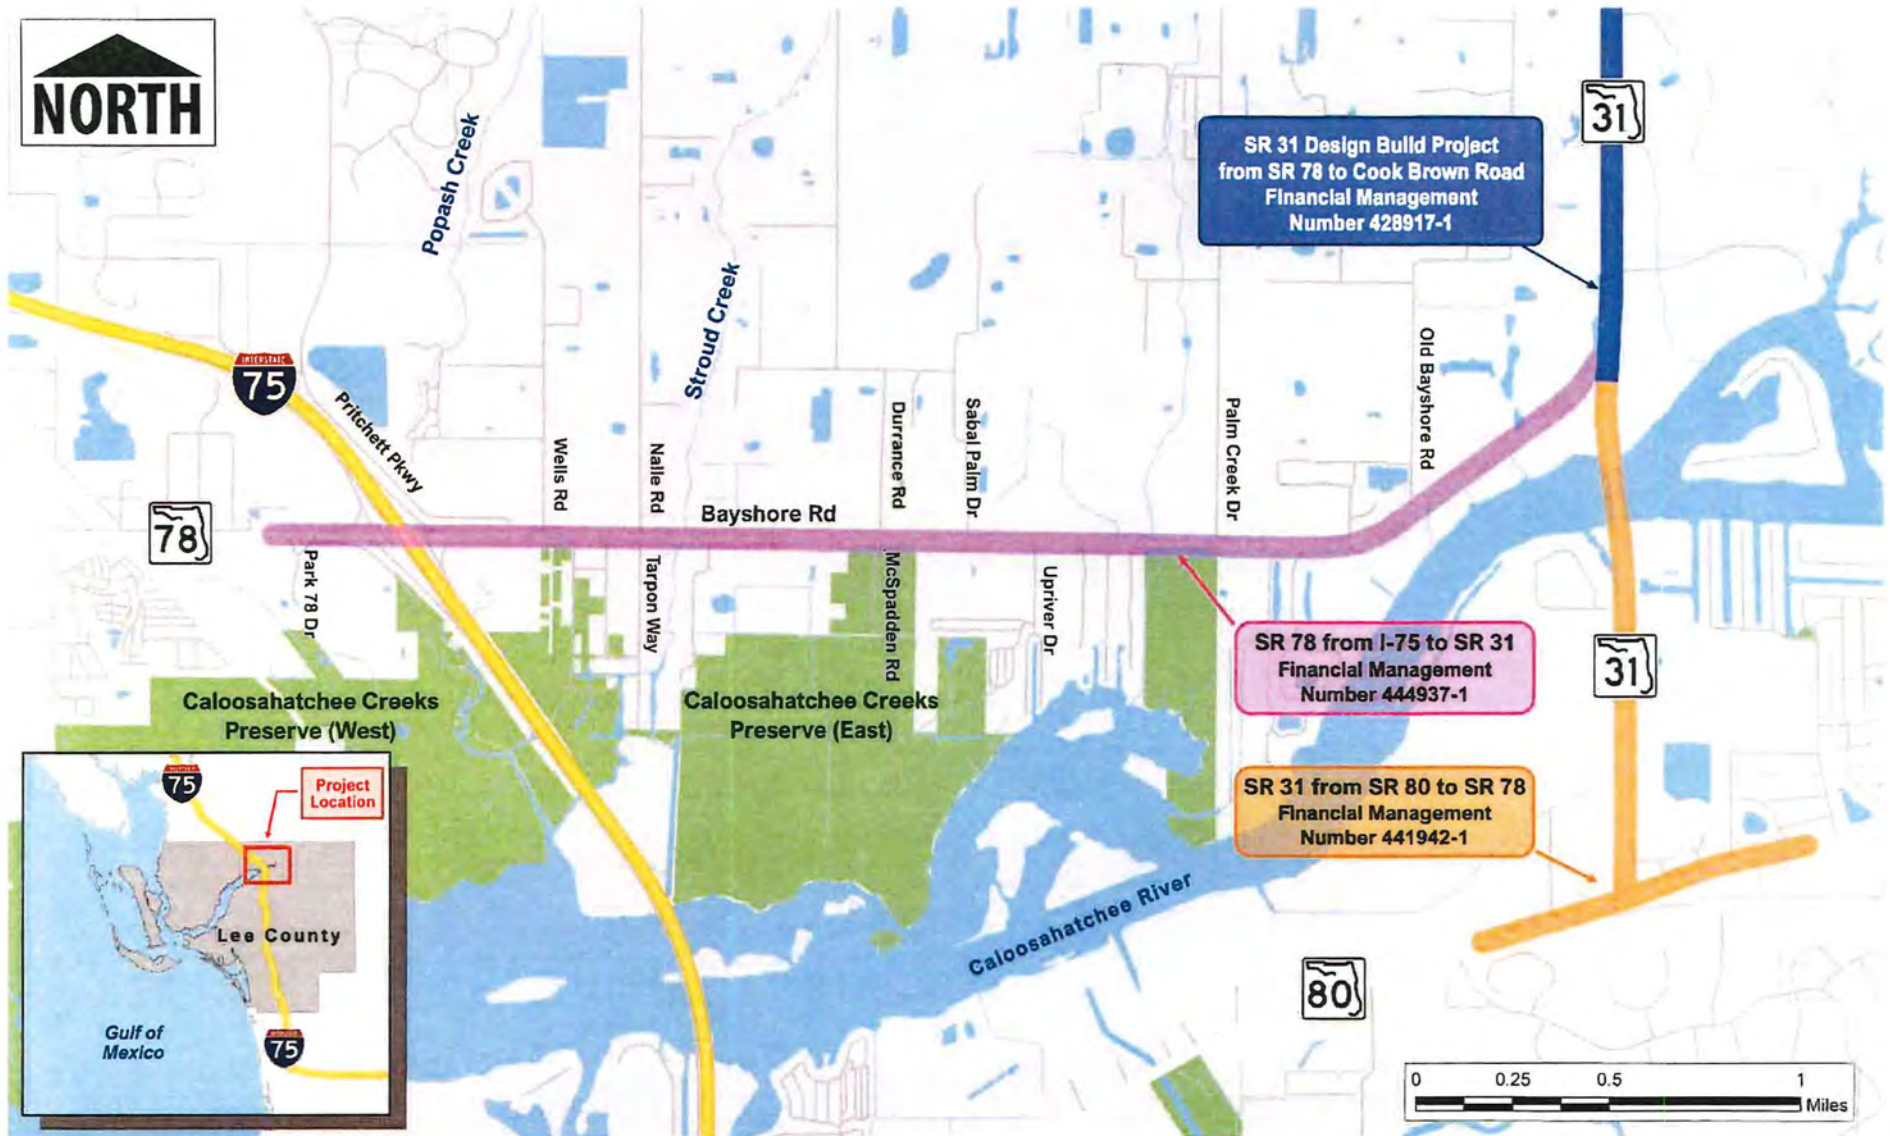 NORTH
Popash Creek
Stroud Creek
31
SR 31 Design Build Project
from SR 78 to Cook Brown Road
Financial Management
Number 428917-1
INTERSTATE
75
Pritchett Pkwy
Wells Rd
Nalle Rd
Durrance Rd
Sabal Palm Dr
Palm Creek Dr
Old Bayshore Rd
78
Bayshore Rd
Park 78 Dr
Tarpon Way
McSpadden Rd
Upriver Dr
SR 78 from I-75 to SR 31
Financial Management
Number 444937-1
31
Caloosahatchee Creeks
Preserve (West)
Caloosahatchee Creeks
Preserve (East)
SR 31 from SR 80 to SR 78
Financial Management
Number 441942-1
75
Project
Location
Lee County
Gulf of
Mexico
75
Caloosahatchee River
80
0 0.25 0.5 1
Miles